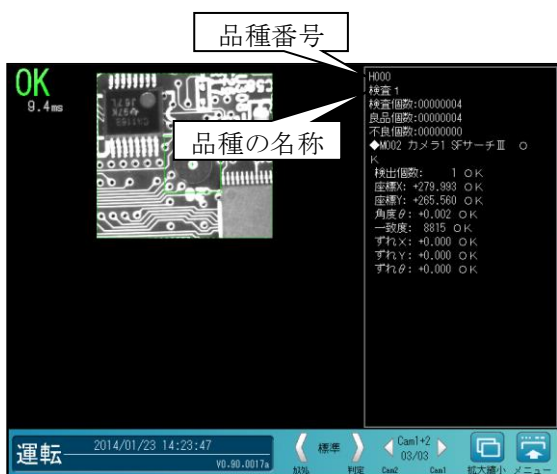 品種番号
OK
9.4ms
H000
検査1
検査個数:00000004
良品個数:00000004
不良個数:00000000
品種の名称
◆M002 カメラ1 SFサーチⅢ O
K
検出個数: 1 OK
座標X: +279.993 OK
座標Y: +265.560 OK
角度θ: +0.002 OK
一致度: 8815 OK
ずれX: +0.000 OK
ずれY: +0.000 OK
ずれθ: +0.000 OK
運転
2014/01/23 14:23:47
V0.90.0017a
標準
Cam1+2
03/03
判定
Cam2
Cam1
拡大縮小
メニュー